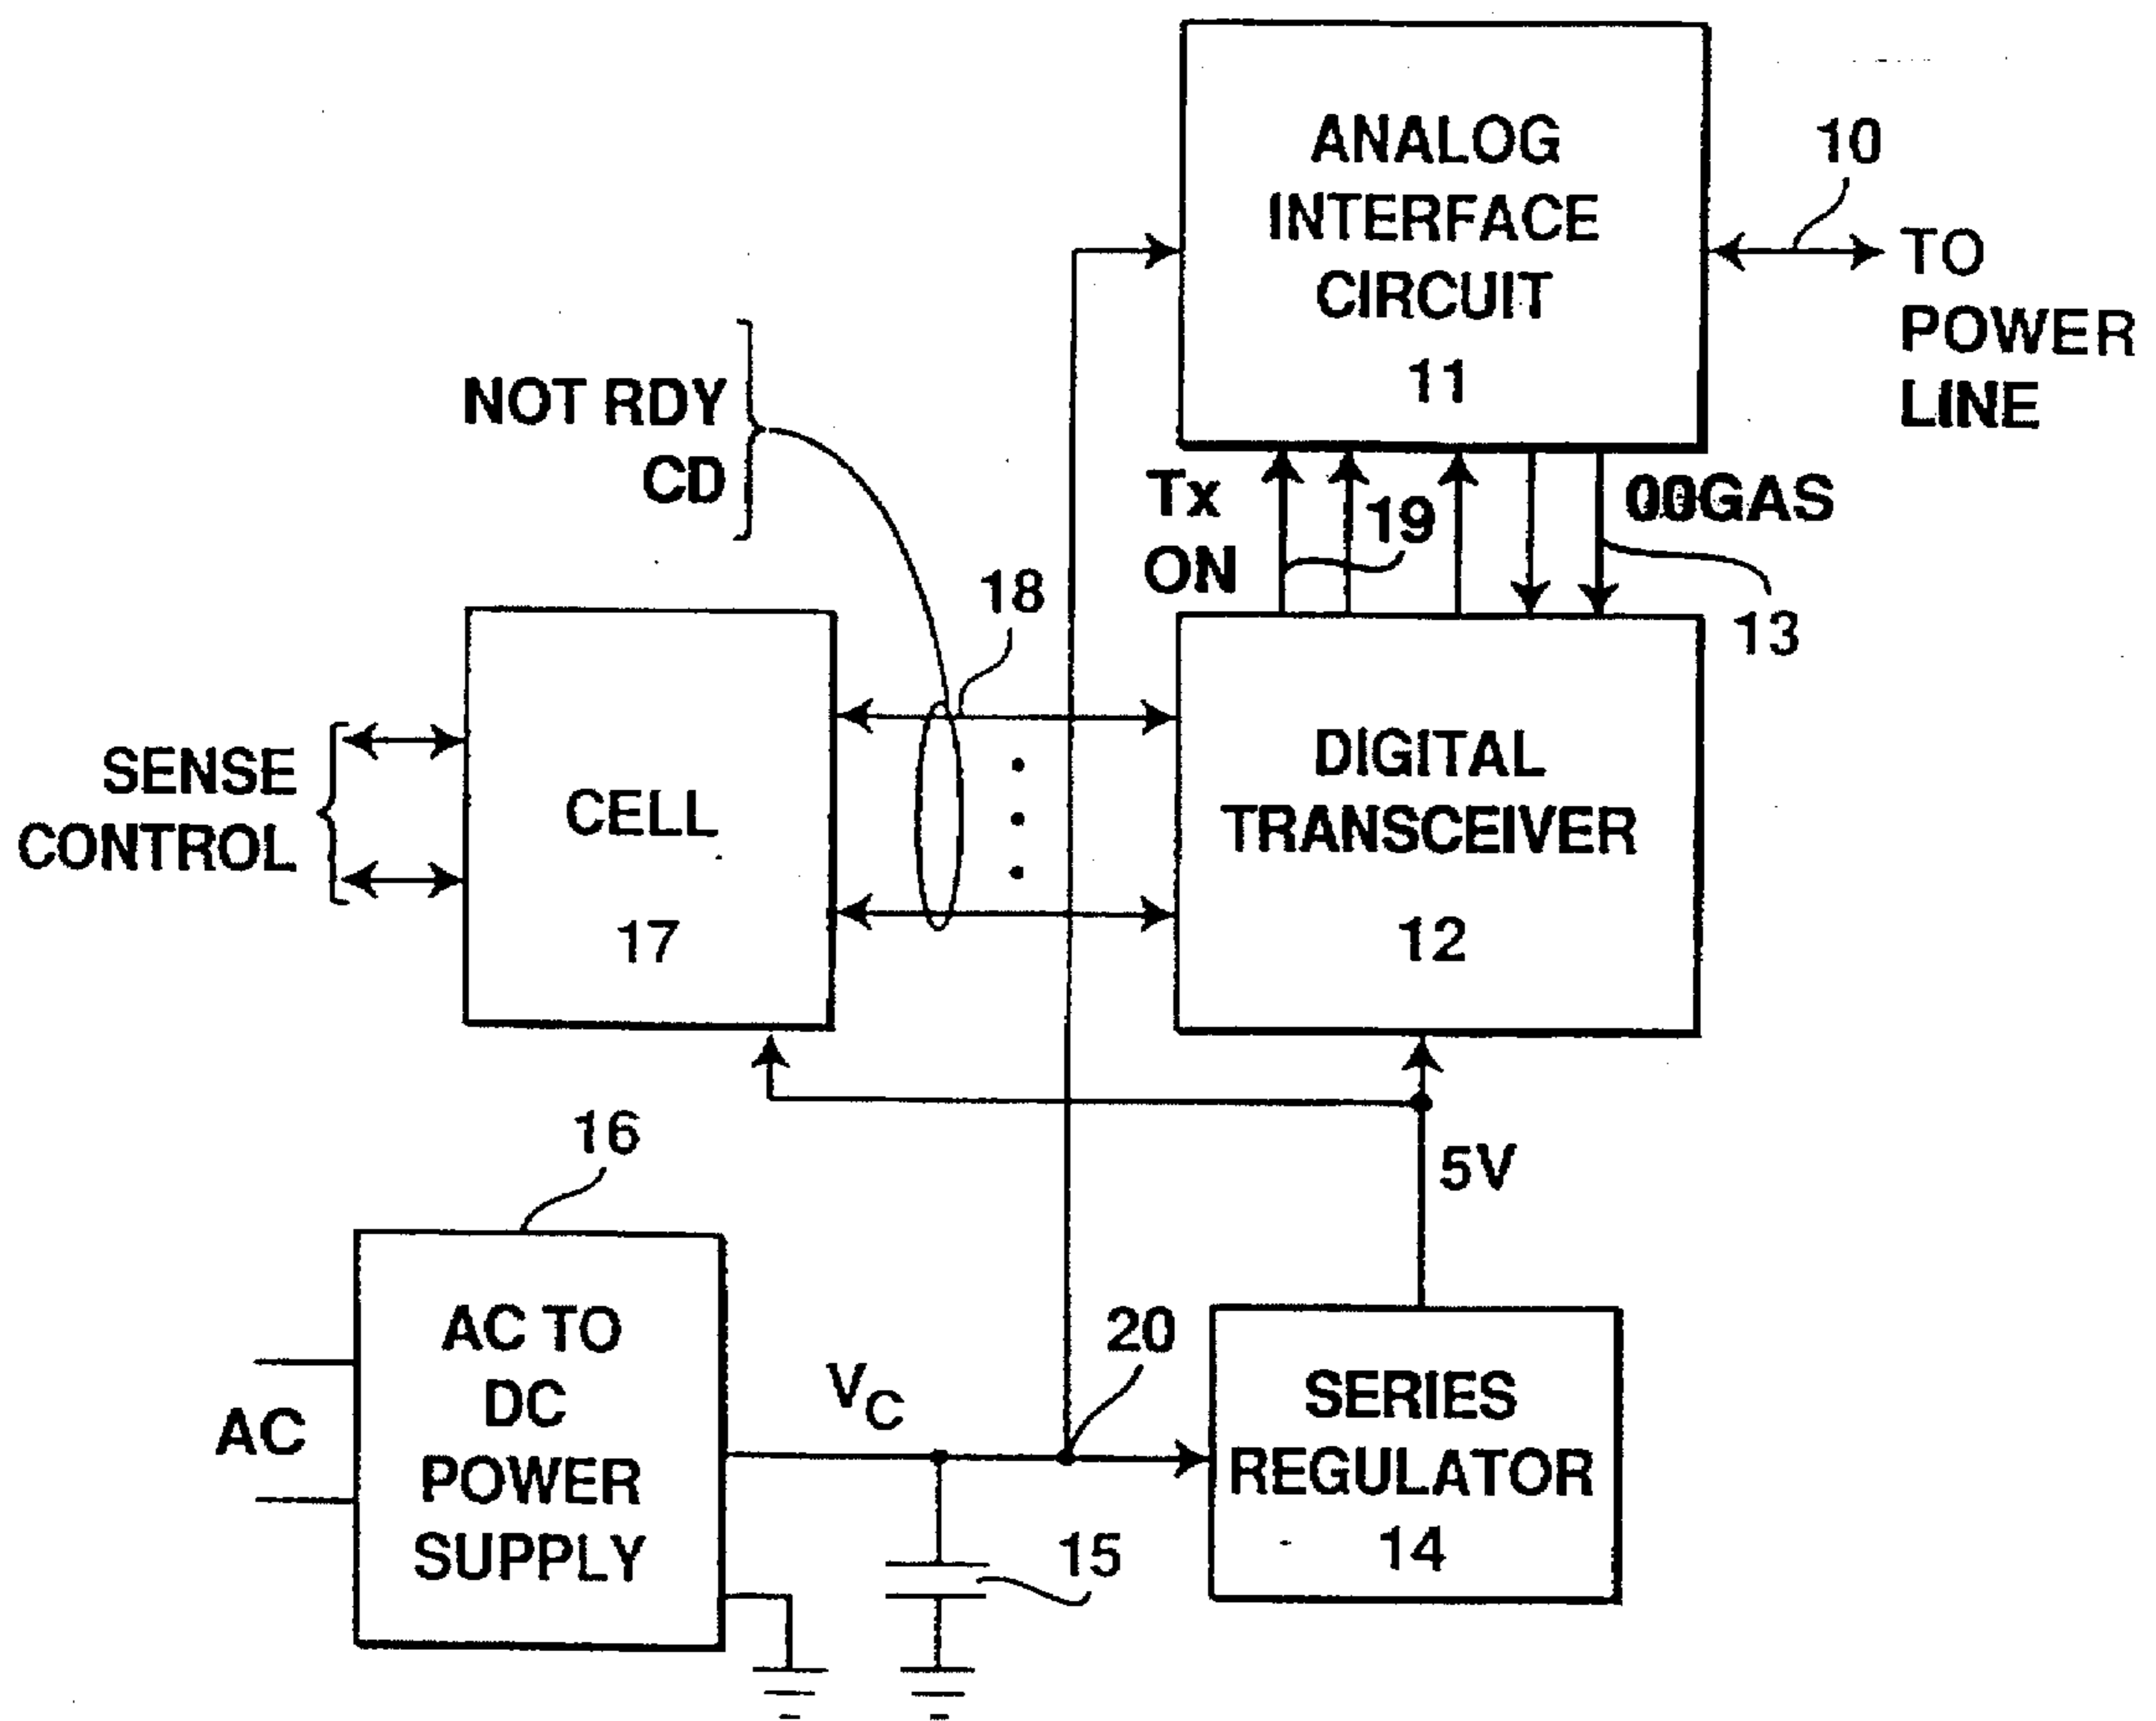 ANALOG
INTERFACE
CIRCUIT
11
10
TO
POWER
LINE
NOT RDY
CD
Tx
ON
19
00GAS
13
18
SENSE
CONTROL
CELL
17
DIGITAL
TRANSCEIVER
12
5V
16
AC TO
DC
POWER
SUPPLY
AC
VC
20
15
SERIES
REGULATOR
14